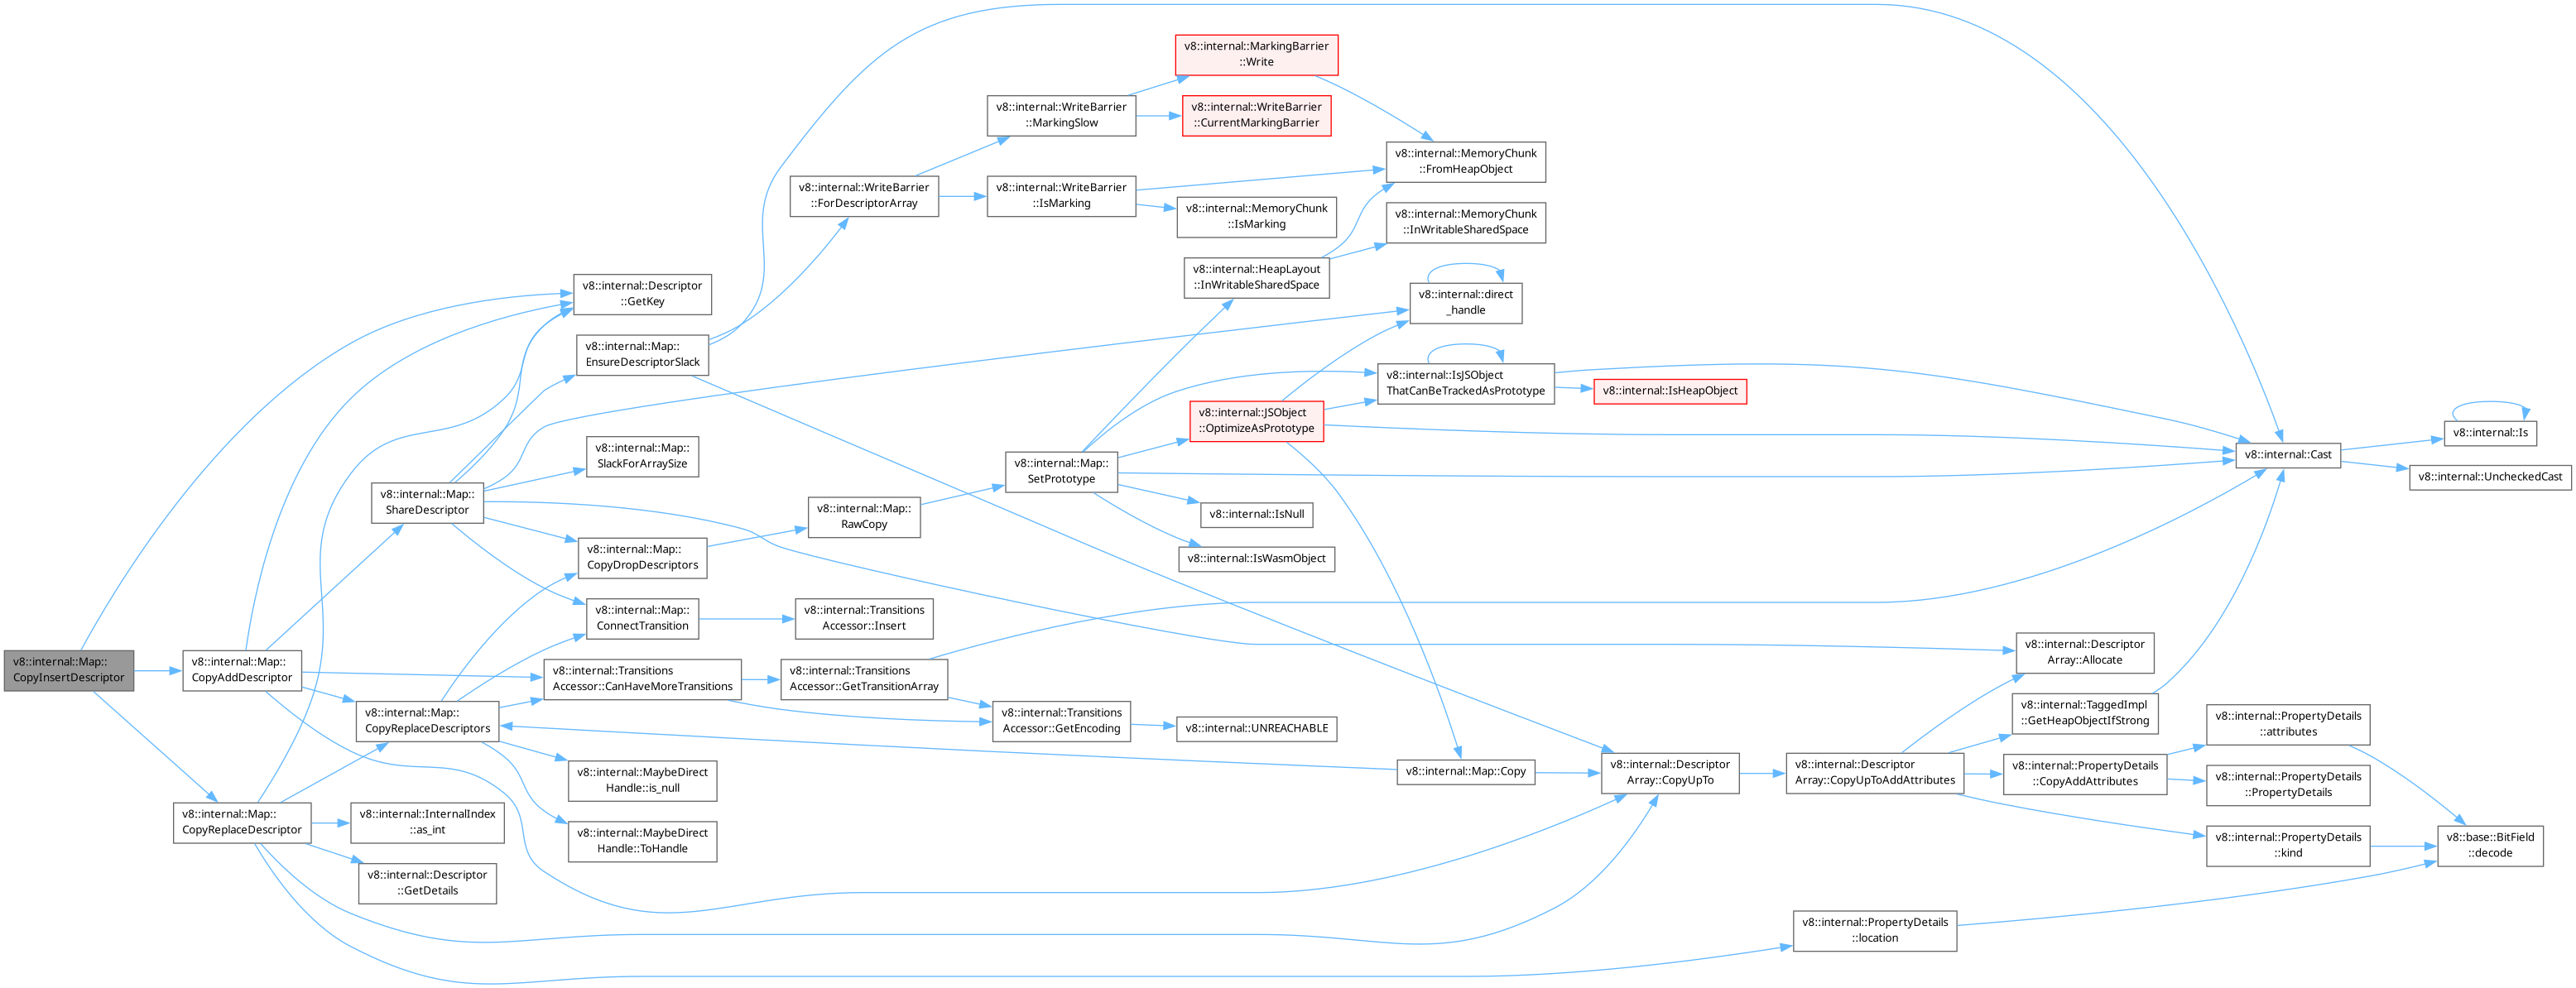 v8::internal::Map::
CopyInsertDescriptor
v8::internal::Descriptor
::GetKey
v8::internal::Map::
CopyAddDescriptor
v8::internal::Map::
CopyReplaceDescriptor
v8::internal::Map::
ShareDescriptor
v8::internal::Map::
CopyReplaceDescriptors
v8::internal::InternalIndex
::as_int
v8::internal::Descriptor
::GetDetails
v8::internal::Map::
EnsureDescriptorSlack
v8::internal::Map::
SlackForArraySize
v8::internal::Map::
CopyDropDescriptors
v8::internal::Map::
ConnectTransition
v8::internal::Transitions
Accessor::CanHaveMoreTransitions
v8::internal::MaybeDirect
Handle::is_null
v8::internal::MaybeDirect
Handle::ToHandle
v8::internal::WriteBarrier
::ForDescriptorArray
v8::internal::Map::
RawCopy
v8::internal::Transitions
Accessor::Insert
v8::internal::Transitions
Accessor::GetTransitionArray
v8::internal::WriteBarrier
::MarkingSlow
v8::internal::WriteBarrier
::IsMarking
v8::internal::Map::
SetPrototype
v8::internal::Transitions
Accessor::GetEncoding
v8::internal::MarkingBarrier
::Write
v8::internal::WriteBarrier
::CurrentMarkingBarrier
v8::internal::MemoryChunk
::IsMarking
v8::internal::HeapLayout
::InWritableSharedSpace
v8::internal::JSObject
::OptimizeAsPrototype
v8::internal::IsNull
v8::internal::IsWasmObject
v8::internal::UNREACHABLE
v8::internal::MemoryChunk
::FromHeapObject
v8::internal::MemoryChunk
::InWritableSharedSpace
v8::internal::direct
_handle
v8::internal::IsJSObject
ThatCanBeTrackedAsPrototype
v8::internal::Map::Copy
v8::internal::IsHeapObject
v8::internal::Descriptor
Array::CopyUpTo
v8::internal::Descriptor
Array::CopyUpToAddAttributes
v8::internal::PropertyDetails
::location
v8::internal::Descriptor
Array::Allocate
v8::internal::TaggedImpl
::GetHeapObjectIfStrong
v8::internal::PropertyDetails
::CopyAddAttributes
v8::internal::Cast
v8::internal::PropertyDetails
::attributes
v8::internal::PropertyDetails
::PropertyDetails
v8::internal::PropertyDetails
::kind
v8::internal::Is
v8::internal::UncheckedCast
v8::base::BitField
::decode